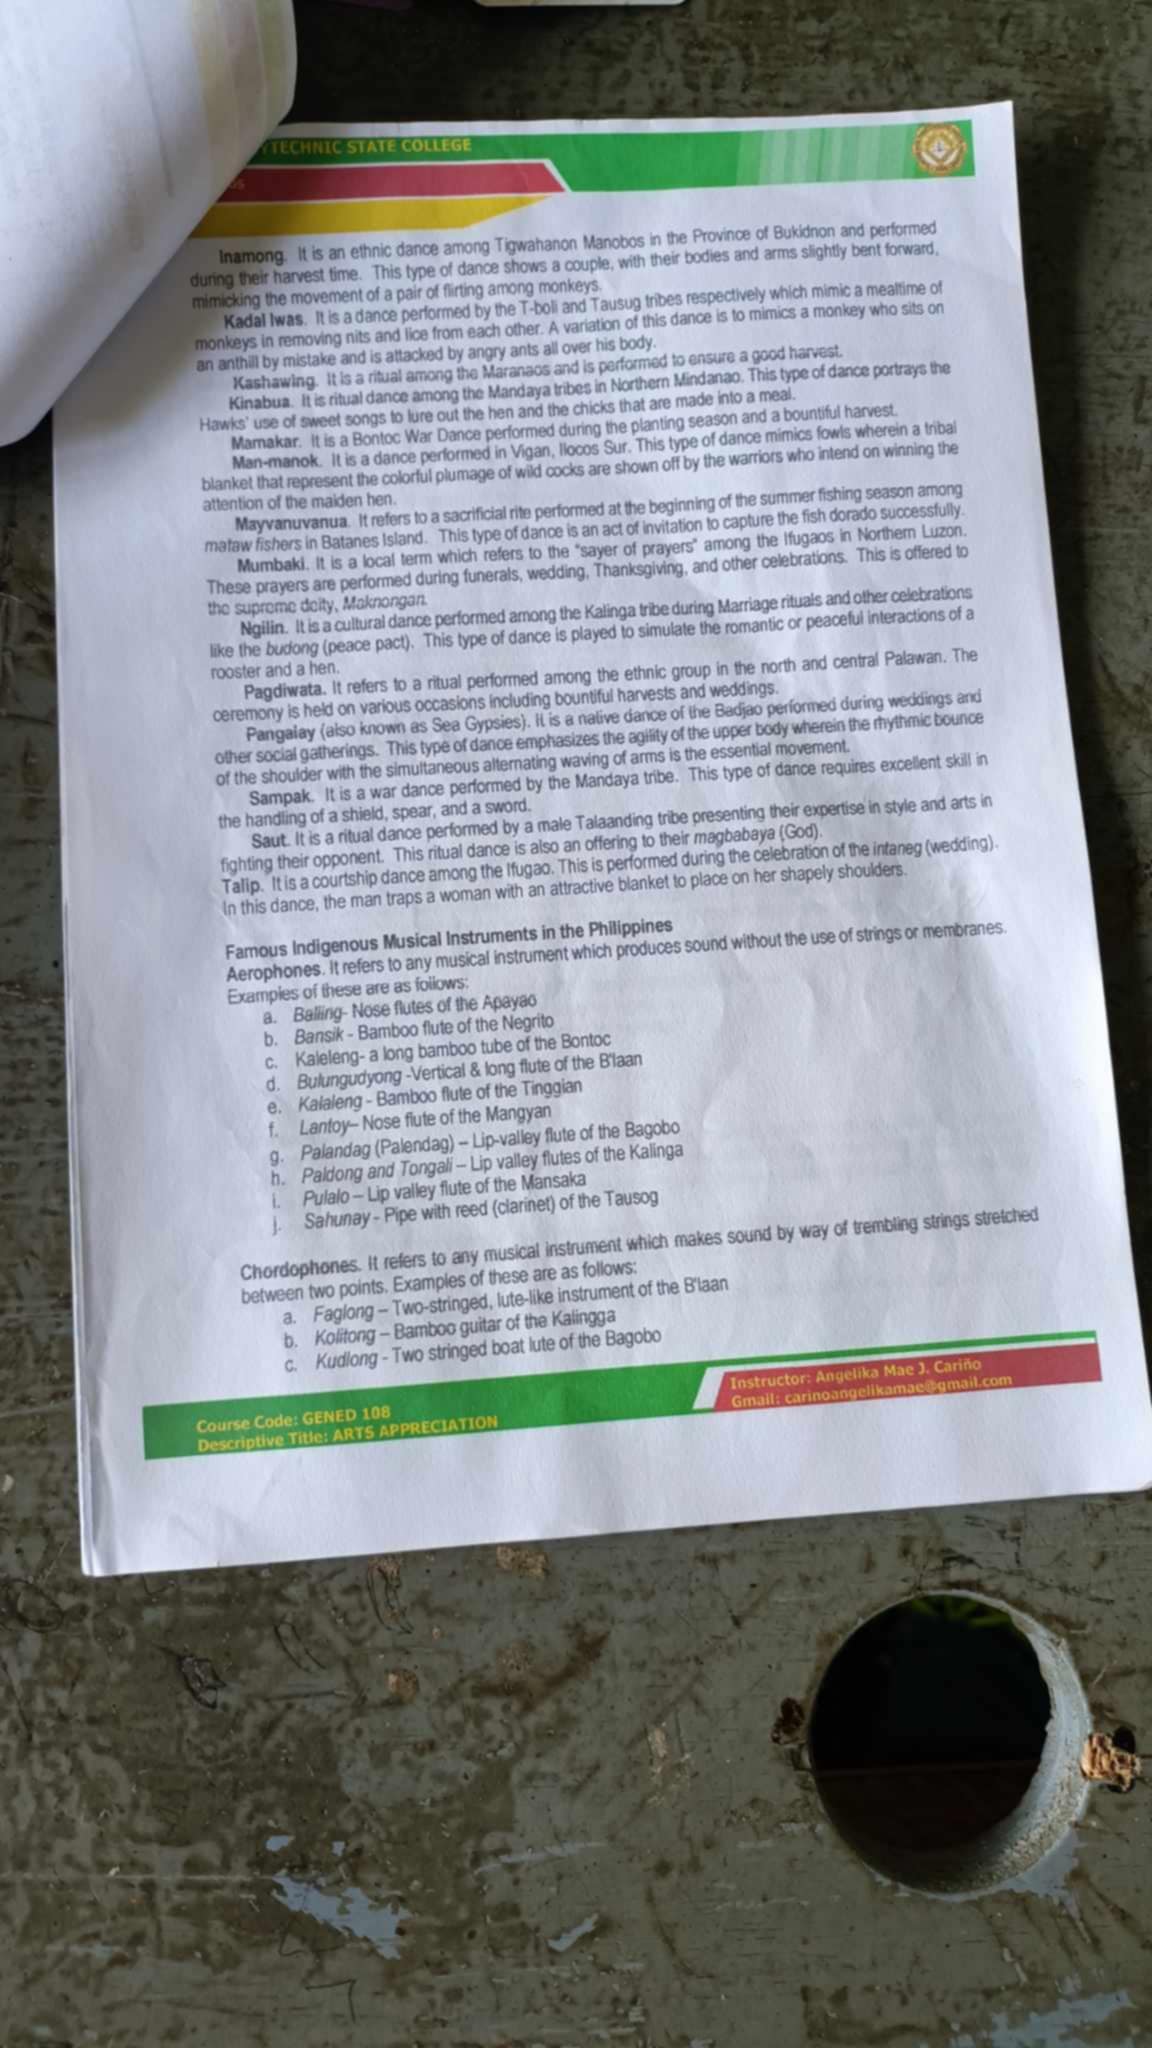 TECHNIC STATE COLLEGE
Inamong. It is an ethnic dance among Tigwahanon Manobos in the Province of Bukidnon and performed
during their harvest time. This type of dance shows a couple, with their bodies and arms slightly bent forward,
mimicking the movement of a pair of flirting among monkeys.
Kadal Iwas. It is a dance performed by the T-boli and Tausug tribes respectively which mimic a mealtime of
monkeys in removing nits and lice from each other. A variation of this dance is to mimics a monkey who sits on
an anthill by mistake and is attacked by angry ants all over his body.
Kashawing. It is a ritual among the Maranaos and is performed to ensure a good harvest.
Kinabua. It is ritual dance among the Mandaya tribes in Northern Mindanao. This type of dance portrays the
Hawks' use of sweet songs to lure out the hen and the chicks that are made into a meal.
Mamakar. It is a Bontoc War Dance performed during the planting season and a bountiful harvest.
Man-manok. It is a dance performed in Vigan, Ilocos Sur. This type of dance mimics fowls wherein a tribal
blanket that represent the colorful plumage of wild cocks are shown off by the warriors who intend on winning the
attention of the maiden hen.
Mayvanuvanua. It refers to a sacrificial rite performed at the beginning of the summer fishing season among
mataw fishers in Batanes Island. This type of dance is an act of invitation to capture the fish dorado successfully.
Mumbaki. It is a local term which refers to the "sayer of prayers" among the Ifugaos in Northern Luzon.
These prayers are performed during funerals, wedding, Thanksgiving, and other celebrations. This is offered to
the supreme deity, Maknongan.
Ngilin. It is a cultural dance performed among the Kalinga tribe during Marriage rituals and other celebrations
like the budong (peace pact). This type of dance is played to simulate the romantic or peaceful interactions of a
rooster and a hen.
Pagdiwata. It refers to a ritual performed among the ethnic group in the north and central Palawan. The
ceremony is held on various occasions including bountiful harvests and weddings.
Pangalay (also known as Sea Gypsies). It is a native dance of the Badjao performed during weddings and
other social gatherings. This type of dance emphasizes the agility of the upper body wherein the rhythmic bounce
of the shoulder with the simultaneous alternating waving of arms is the essential movement.
Sampak. It is a war dance performed by the Mandaya tribe. This type of dance requires excellent skill in
the handling of a shield, spear, and a sword.
Saut. It is a ritual dance performed by a male Talaanding tribe presenting their expertise in style and arts in
fighting their opponent. This ritual dance is also an offering to their magbabaya (God).
Talip. It is a courtship dance among the Ifugao. This is performed during the celebration of the intaneg (wedding).
In this dance, the man traps a woman with an attractive blanket to place on her shapely shoulders.
Famous Indigenous Musical Instruments in the Philippines
Aerophones. It refers to any musical instrument which produces sound without the use of strings or membranes.
Examples of these are as follows:
a. Baliing- Nose flutes of the Apayao
b. Bansik - Bamboo flute of the Negrito
c. Kaleleng- a long bamboo tube of the Bontoc
d. Bulungudyong -Vertical & long flute of the B'laan
e. Kalaleng - Bamboo flute of the Tinggian
f. Lantoy– Nose flute of the Mangyan
g. Palandag (Palendag) – Lip-valley flute of the Bagobo
h. Paldong and Tongali – Lip valley flutes of the Kalinga
i. Pulalo – Lip valley flute of the Mansaka
j. Sahunay - Pipe with reed (clarinet) of the Tausog
Chordophones. It refers to any musical instrument which makes sound by way of trembling strings stretched
between two points. Examples of these are as follows:
a. Faglong – Two-stringed, lute-like instrument of the B'laan
b. Kolitong – Bamboo guitar of the Kalingga
c. Kudlong - Two stringed boat lute of the Bagobo
Course Code: GENED 108
Descriptive Title: ARTS APPRECIATION
Instructor: Angelika Mae J. Cariño
Gmail: carinoangelikamae@gmail.com